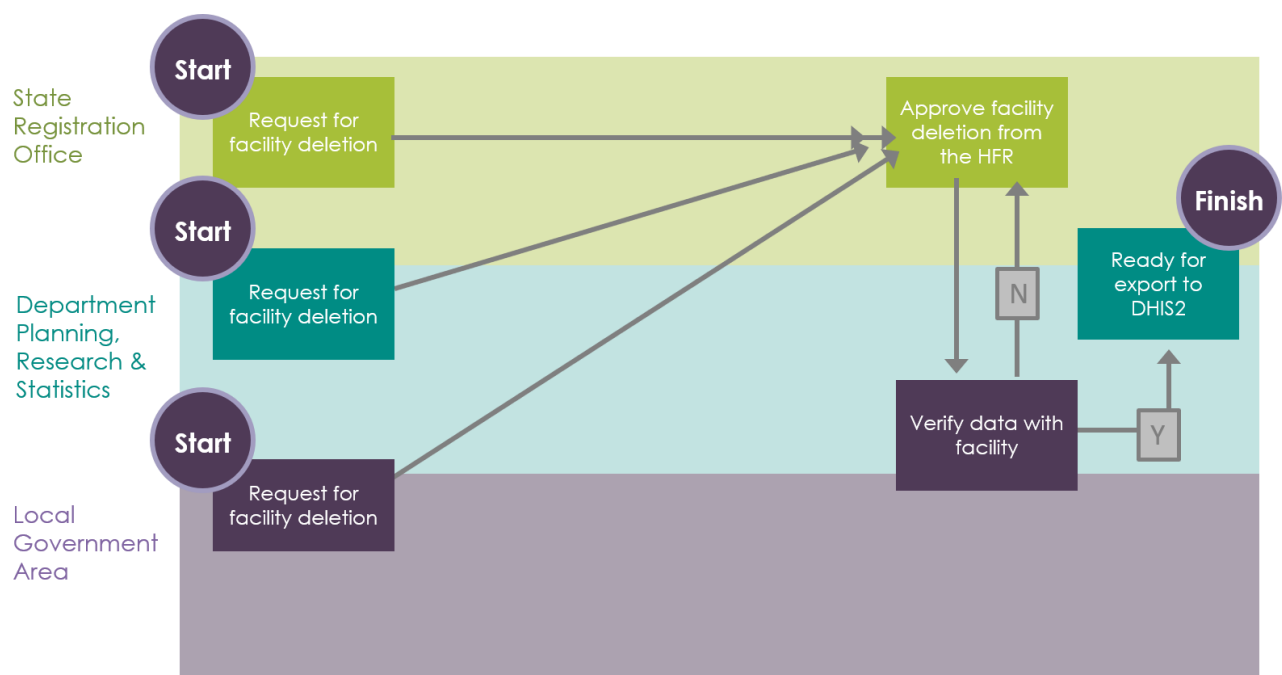 State
Registration
Office
Start
Request for
facility deletion
Approve facility
deletion from
the HFR
Finish
Department
Planning,
Research &
Statistics
Start
Request for
facility deletion
N
Ready for
export to
DHIS2
Local
Government
Area
Start
Request for
facility deletion
Verify data with
facility
Y